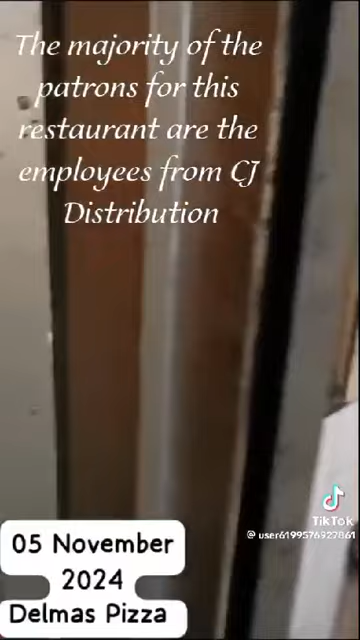 The majority of the
patrons for this
restaurant are the
employees from CJ
Distribution
TikTok
@ user6199576927861
05 November
2024
Delmas Pizza